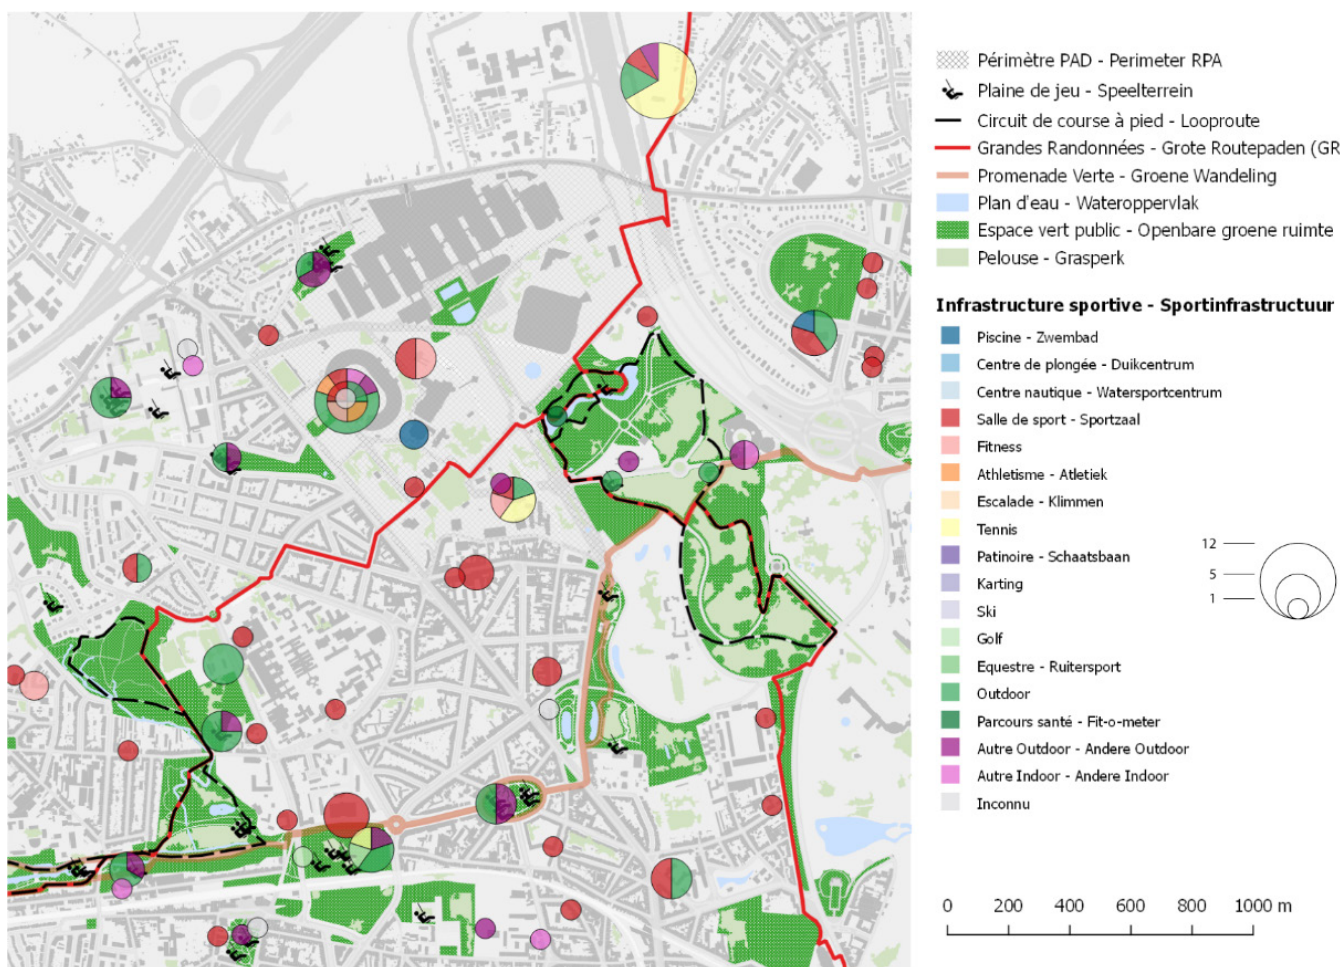 Périmètre PAD - Perimeter RPA
Plaine de jeu - Speelterrein
Circuit de course à pied - Looproute
Grandes Randonnées - Grote Routepaden (GR
Promenade Verte - Groene Wandeling
Plan d'eau - Wateroppervlak
Espace vert public - Openbare groene ruimte
Pelouse - Grasperk
Infrastructure sportive - Sportinfrastructuur
Piscine - Zwembad
Centre de plongée - Duikcentrum
Centre nautique - Watersportcentrum
Salle de sport - Sportzaal
Fitness
Athletisme - Atletiek
Escalade - Klimmen
Tennis
Patinoire - Schaatsbaan
Karting
Ski
Golf
Equestre - Ruitersport
Outdoor
Parcours santé - Fit-o-meter
Autre Outdoor - Andere Outdoor
Autre Indoor - Andere Indoor
Inconnu
12
5
1
0 200 400 600 800 1000 m